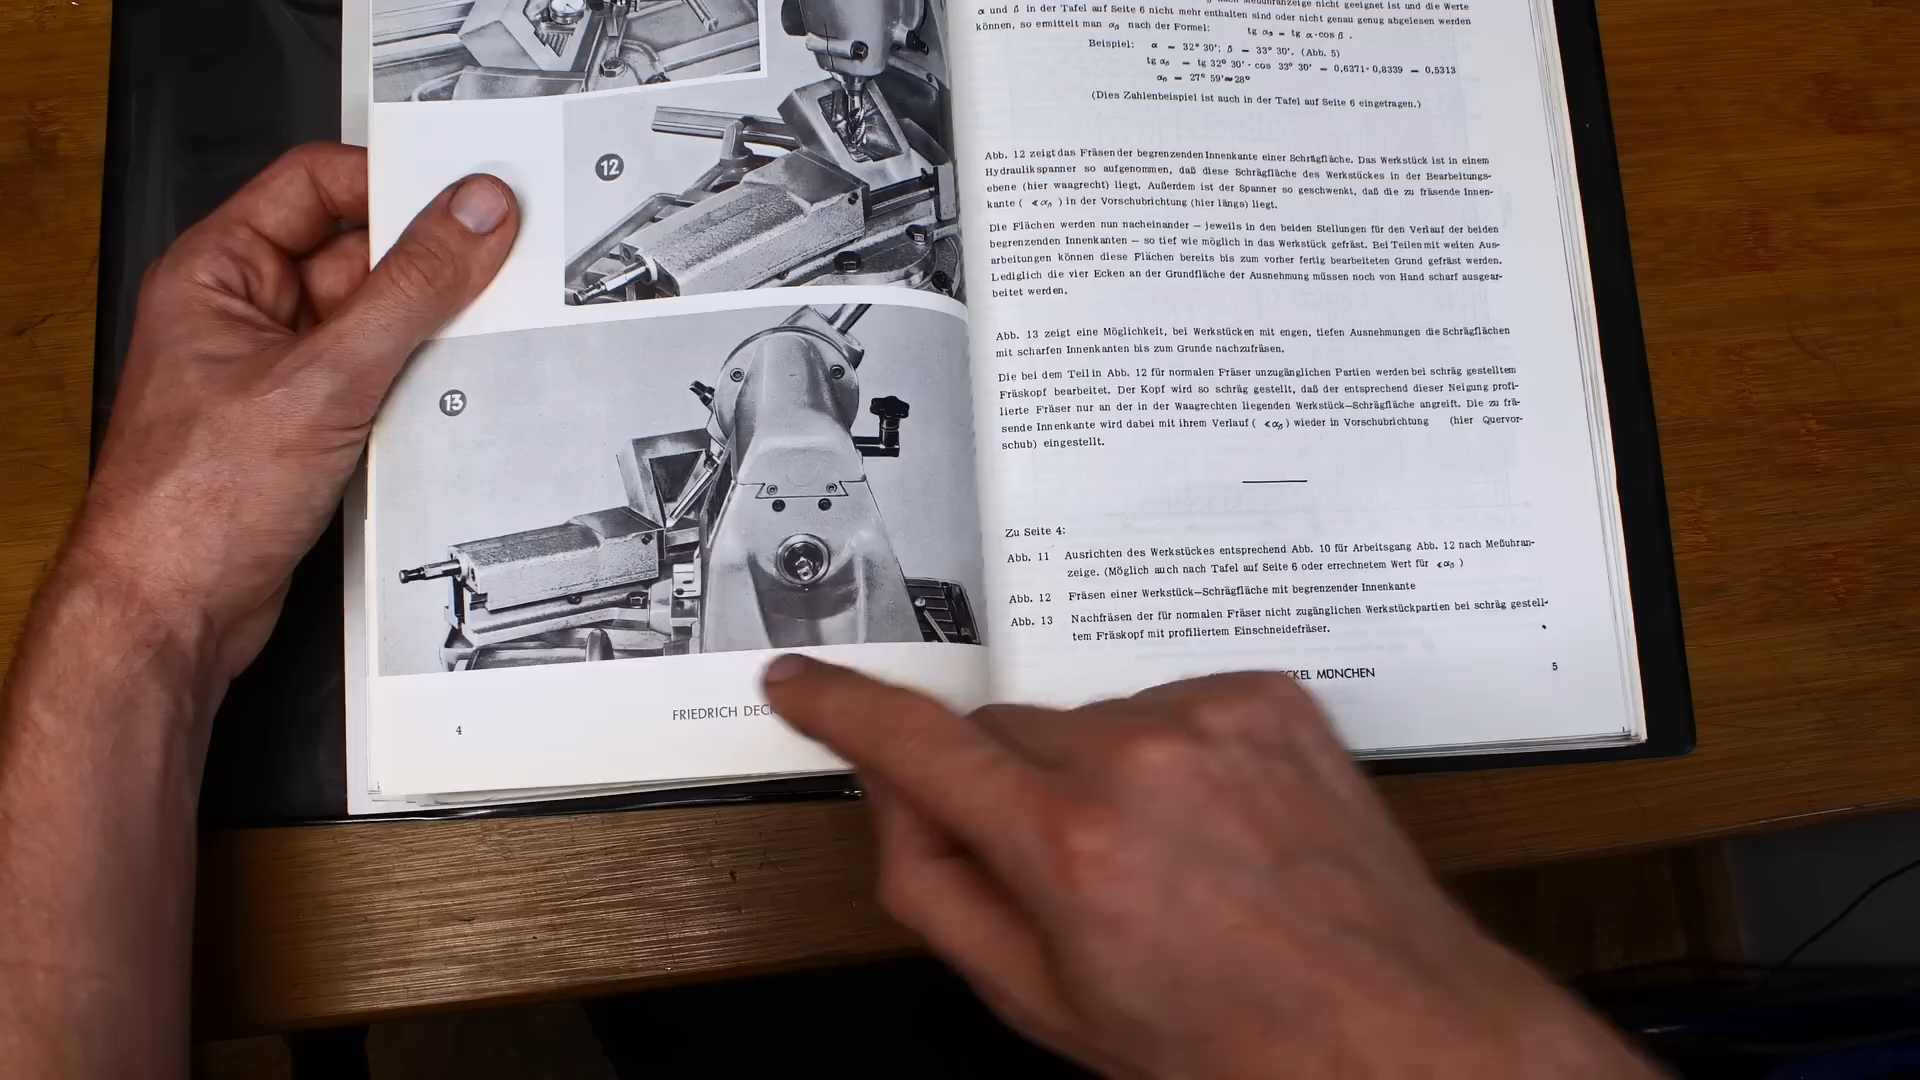 12
13
FRIEDRICH
4
anzeige nicht geeignet ist und die Werte
α und β in der Tafel auf Seite 6 nicht mehr enthalten sind oder nicht genau genug abgelesen werden
können, so ermittelt man αβ nach der Formel: tg αβ = tg α·cos β .
Beispiel: α = 32° 30'; β = 33° 30'. (Abb. 5)
tg αβ = tg 32° 30' · cos 33° 30' = 0,6371·0,8339 = 0,5313
αβ = 27° 59'≈28°
(Dies Zahlenbeispiel ist auch in der Tafel auf Seite 6 eingetragen.)
Abb. 12 zeigt das Fräsen der begrenzenden Innenkante einer Schrägfläche. Das Werkstück ist in einem
Hydraulikspanner so aufgenommen, daß diese Schrägfläche des Werkstückes in der Bearbeitungs-
ebene (hier waagrecht) liegt. Außerdem ist der Spanner so geschwenkt, daß die zu fräsende Innen-
kante ( ∢αβ ) in der Vorschubrichtung (hier längs) liegt.
Die Flächen werden nun nacheinander — jeweils in den beiden Stellungen für den Verlauf der beiden
begrenzenden Innenkanten — so tief wie möglich in das Werkstück gefräst. Bei Teilen mit weiten Aus-
arbeitungen können diese Flächen bereits bis zum vorher fertig bearbeiteten Grund gefräst werden.
Lediglich die vier Ecken an der Grundfläche der Ausnehmung müssen noch von Hand scharf ausgear-
beitet werden.
Abb. 13 zeigt eine Möglichkeit, bei Werkstücken mit engen, tiefen Ausnehmungen die Schrägflächen
mit scharfen Innenkanten bis zum Grunde nachzufräsen.
Die bei dem Teil in Abb. 12 für normalen Fräser unzugänglichen Partien werden bei schräg gestelltem
Fräskopf bearbeitet. Der Kopf wird so schräg gestellt, daß der entsprechend dieser Neigung profi-
lierte Fräser nur an der in der Waagrechten liegenden Werkstück—Schrägfläche angreift. Die zu frä-
sende Innenkante wird dabei mit ihrem Verlauf ( ∢αβ ) wieder in Vorschubrichtung (hier Quervor-
schub) eingestellt.
Zu Seite 4:
Abb. 11 Ausrichten des Werkstückes entsprechend Abb. 10 für Arbeitsgang Abb. 12 nach Meßuhran-
zeige. (Möglich auch nach Tafel auf Seite 6 oder errechnetem Wert für ∢αβ )
Abb. 12 Fräsen einer Werkstück—Schrägfläche mit begrenzender Innenkante
Abb. 13 Nachfräsen der für normalen Fräser nicht zugänglichen Werkstückpartien bei schräg gestell-
tem Fräskopf mit profiliertem Einschneidefräser.
MÜNCHEN
5